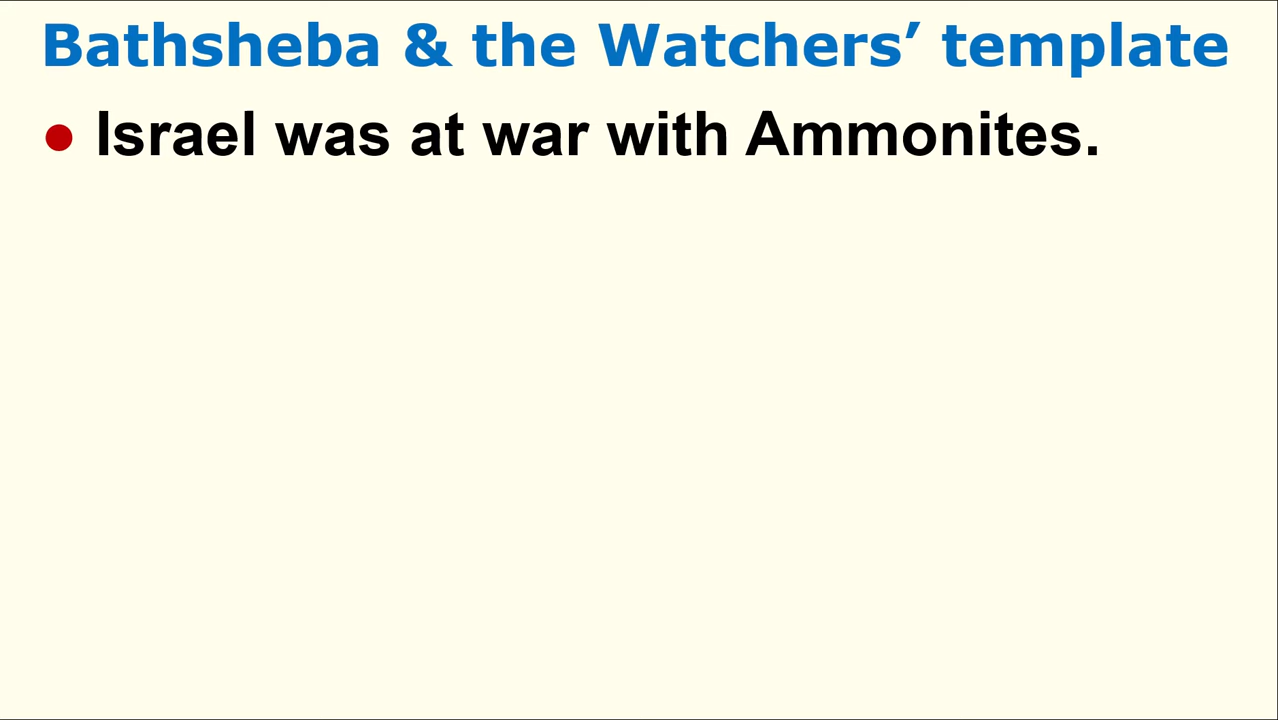 Bathsheba & the Watchers’ template
● Israel was at war with Ammonites.